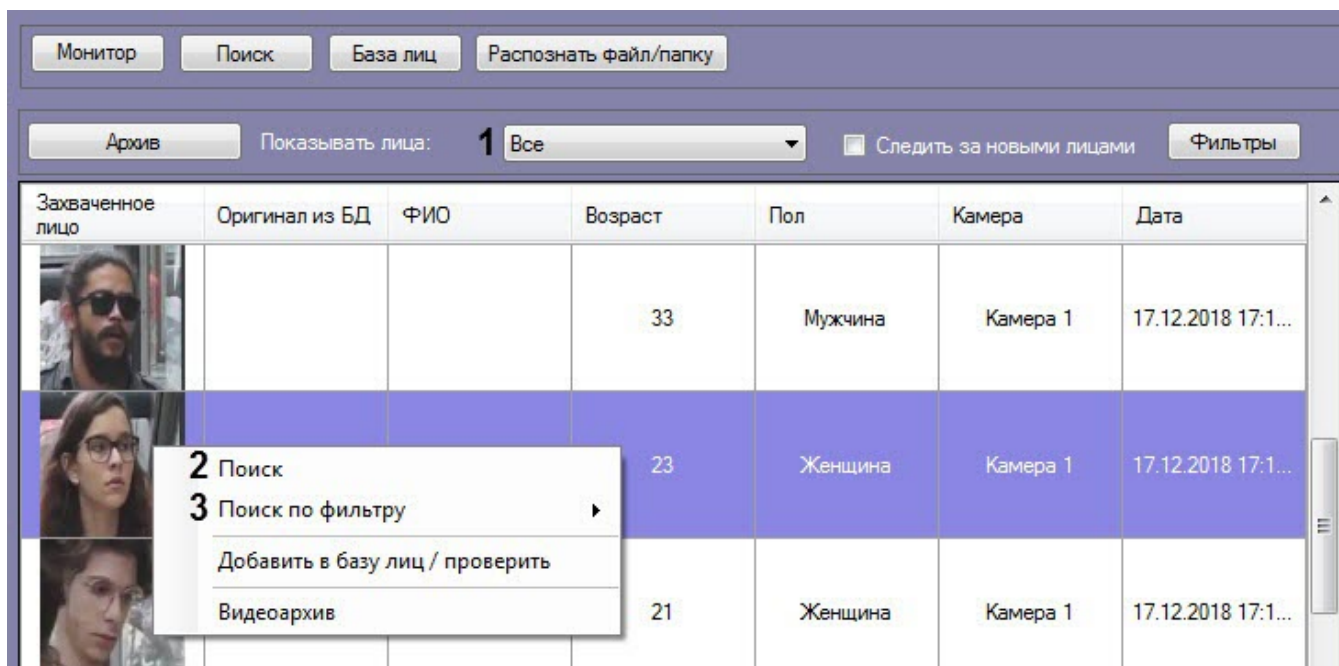 Монитор Поиск База лиц Распознать файл/папку
Архив Показывать лица: 1 Все Следить за новыми лицами Фильтры
Захваченное
лицо Оригинал из БД ФИО Возраст Пол Камера Дата
33 Мужчина Камера 1 17.12.2018 17:1...
23 Женщина Камера 1 17.12.2018 17:1...
2 Поиск
3 Поиск по фильтру
Добавить в базу лиц / проверить
Видеоархив
21 Женщина Камера 1 17.12.2018 17:1...